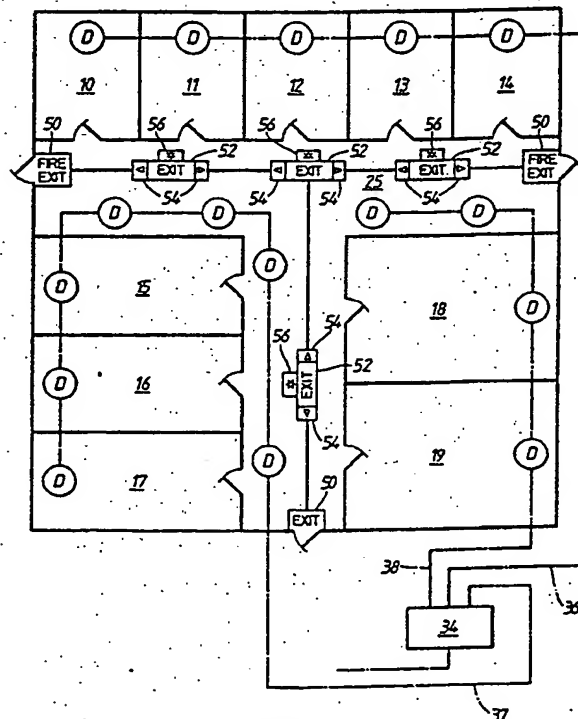 D D D D D
10 11 12 13 14
50 56 52 56 52 56 52 50
FIRE EXIT EXIT EXIT EXIT FIRE EXIT
54 54 54 25 54
D D D D D
D 15 D 18
56 54
D 16 EXIT 52
54
D 17 D 19 D
50
EXIT
38
36
34
37